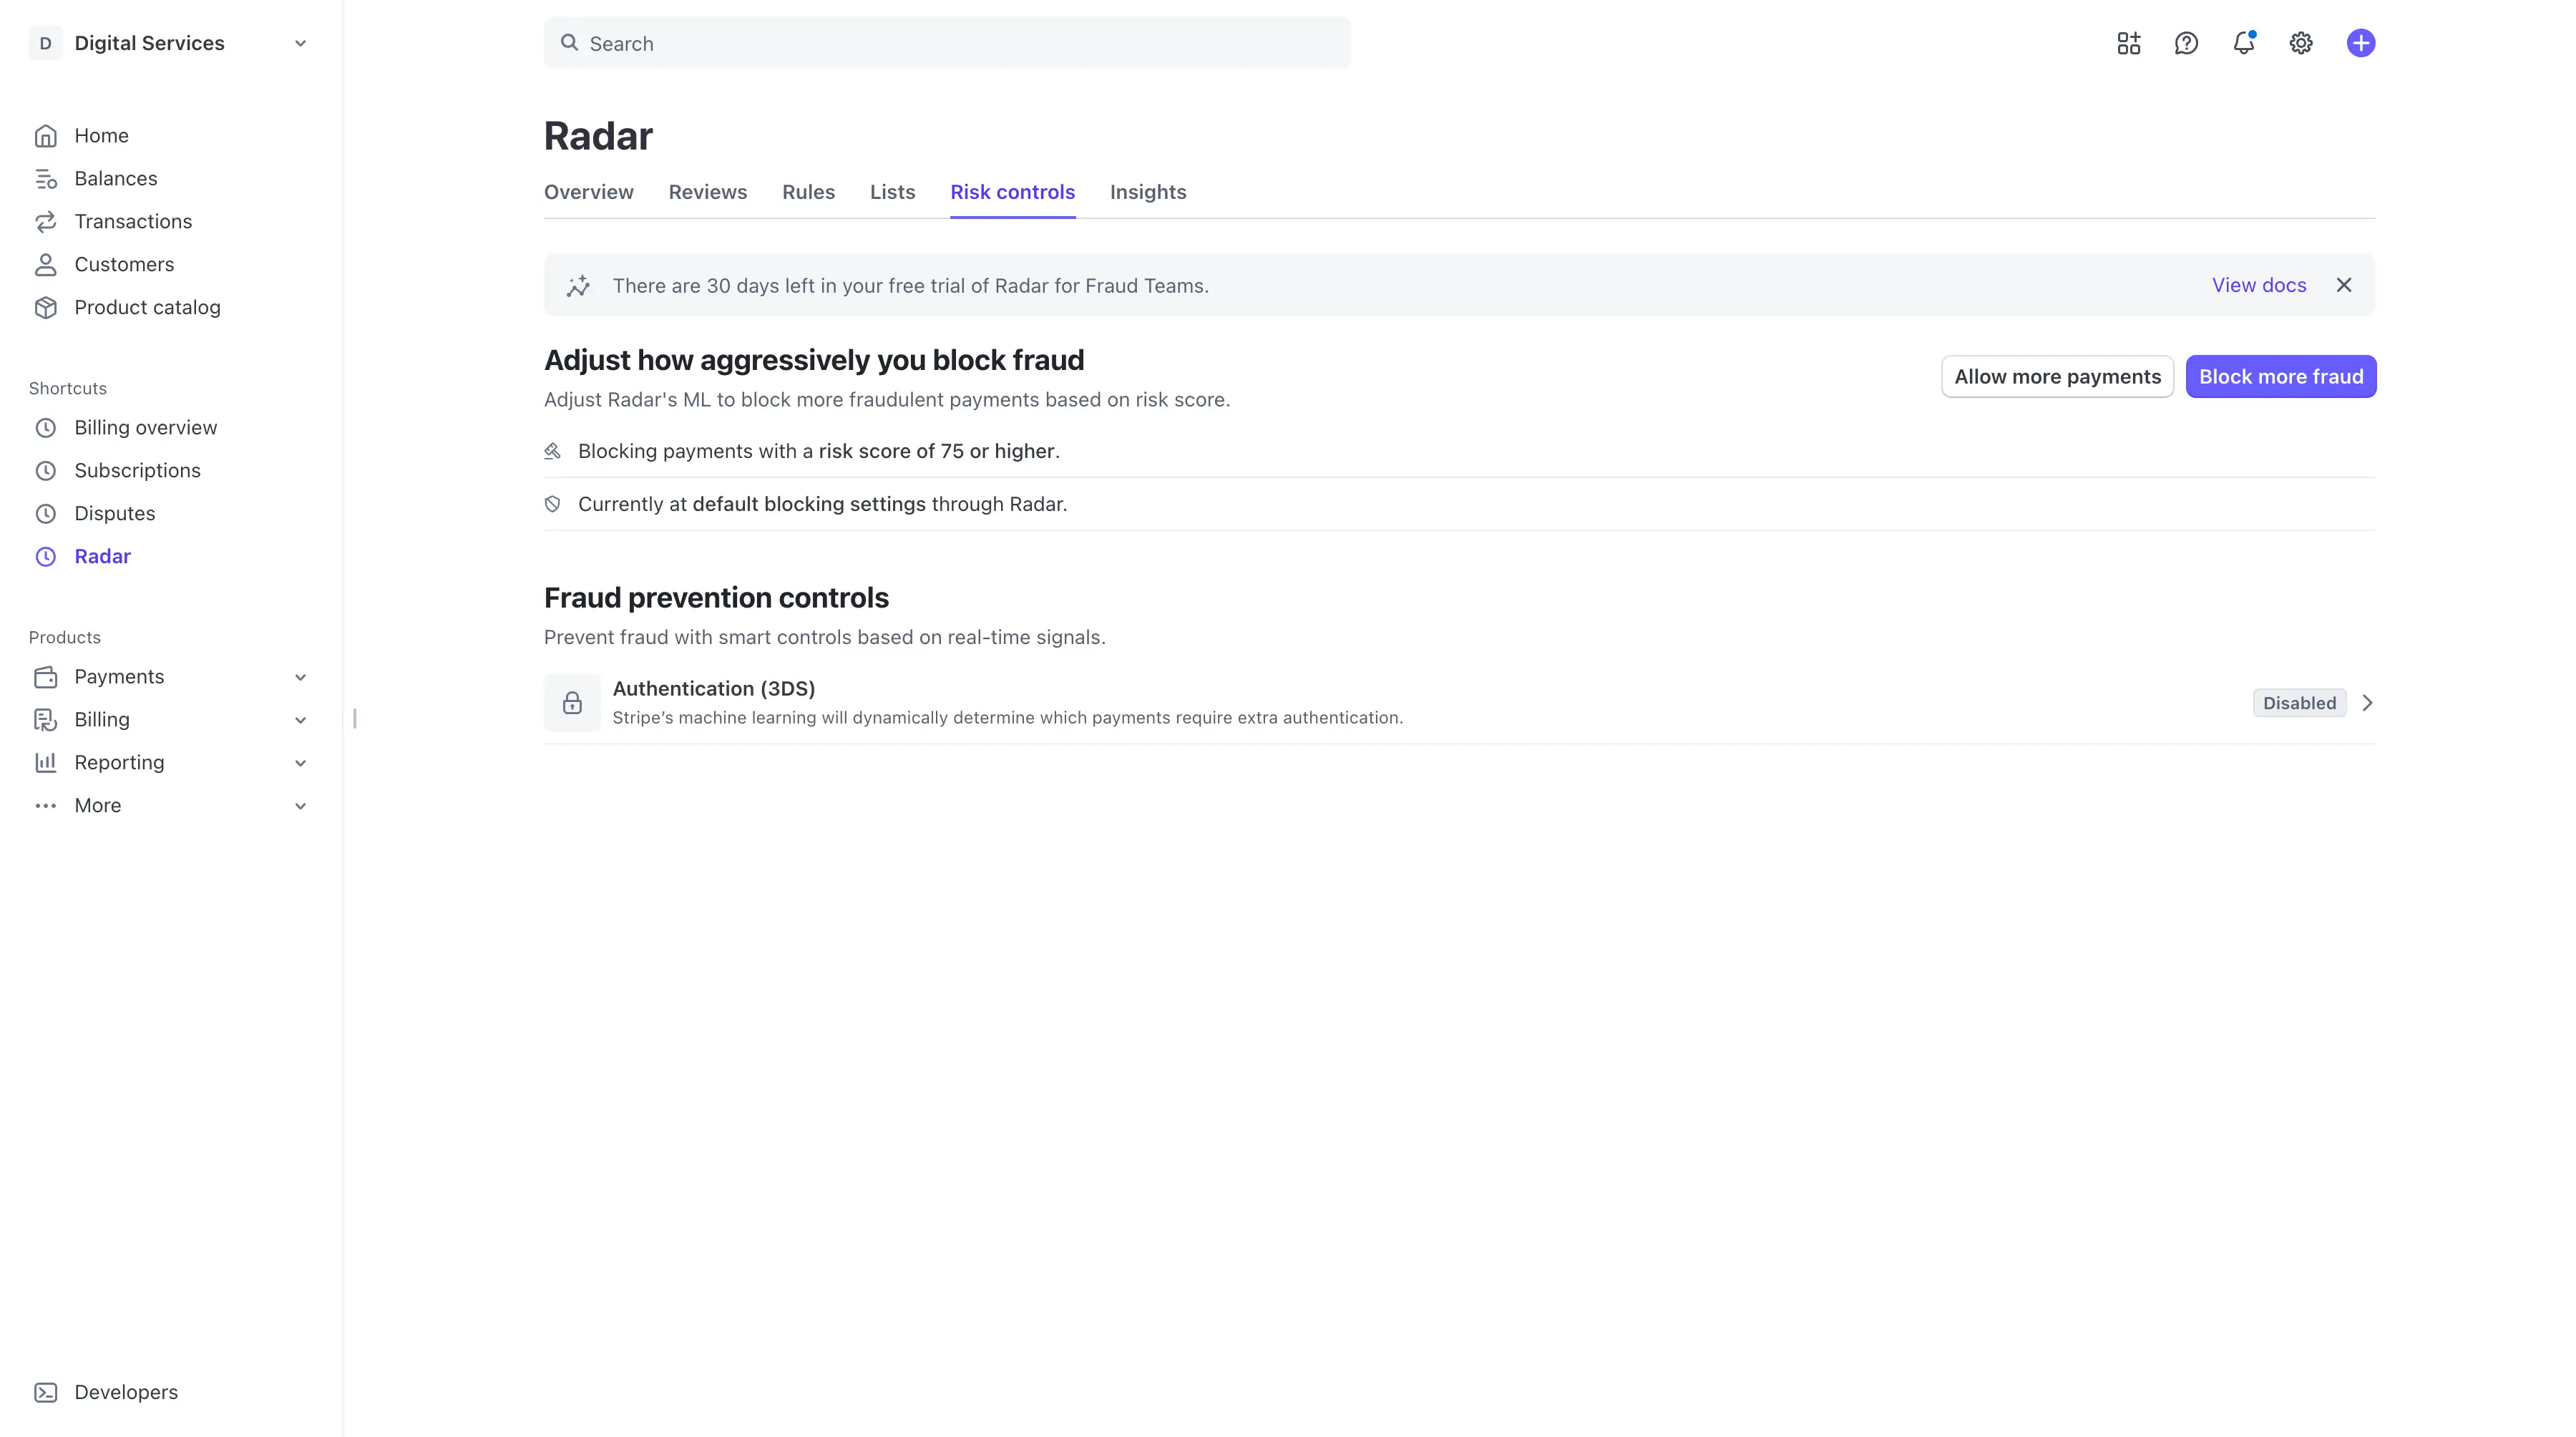 D Digital Services
Search
Home
Balances
Transactions
Customers
Product catalog
Shortcuts
Billing overview
Subscriptions
Disputes
Radar
Products
Payments
Billing
Reporting
More
Developers
Radar
Overview Reviews Rules Lists Risk controls Insights
There are 30 days left in your free trial of Radar for Fraud Teams. View docs
Adjust how aggressively you block fraud
Adjust Radar's ML to block more fraudulent payments based on risk score.
Allow more payments Block more fraud
Blocking payments with a risk score of 75 or higher.
Currently at default blocking settings through Radar.
Fraud prevention controls
Prevent fraud with smart controls based on real-time signals.
Authentication (3DS)
Stripe’s machine learning will dynamically determine which payments require extra authentication.
Disabled